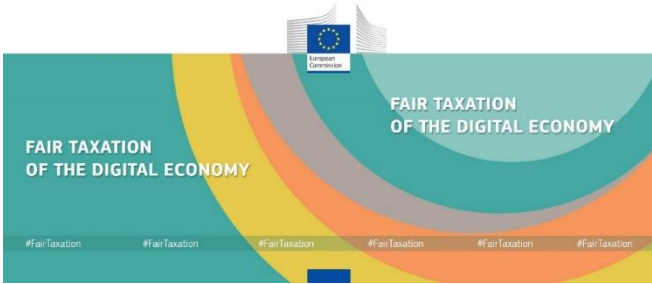 European
Commission
FAIR TAXATION
OF THE DIGITAL ECONOMY
FAIR TAXATION
OF THE DIGITAL ECONOMY
#FairTaxation #FairTaxation #FairTaxation #FairTaxation #FairTaxation #FairTaxation